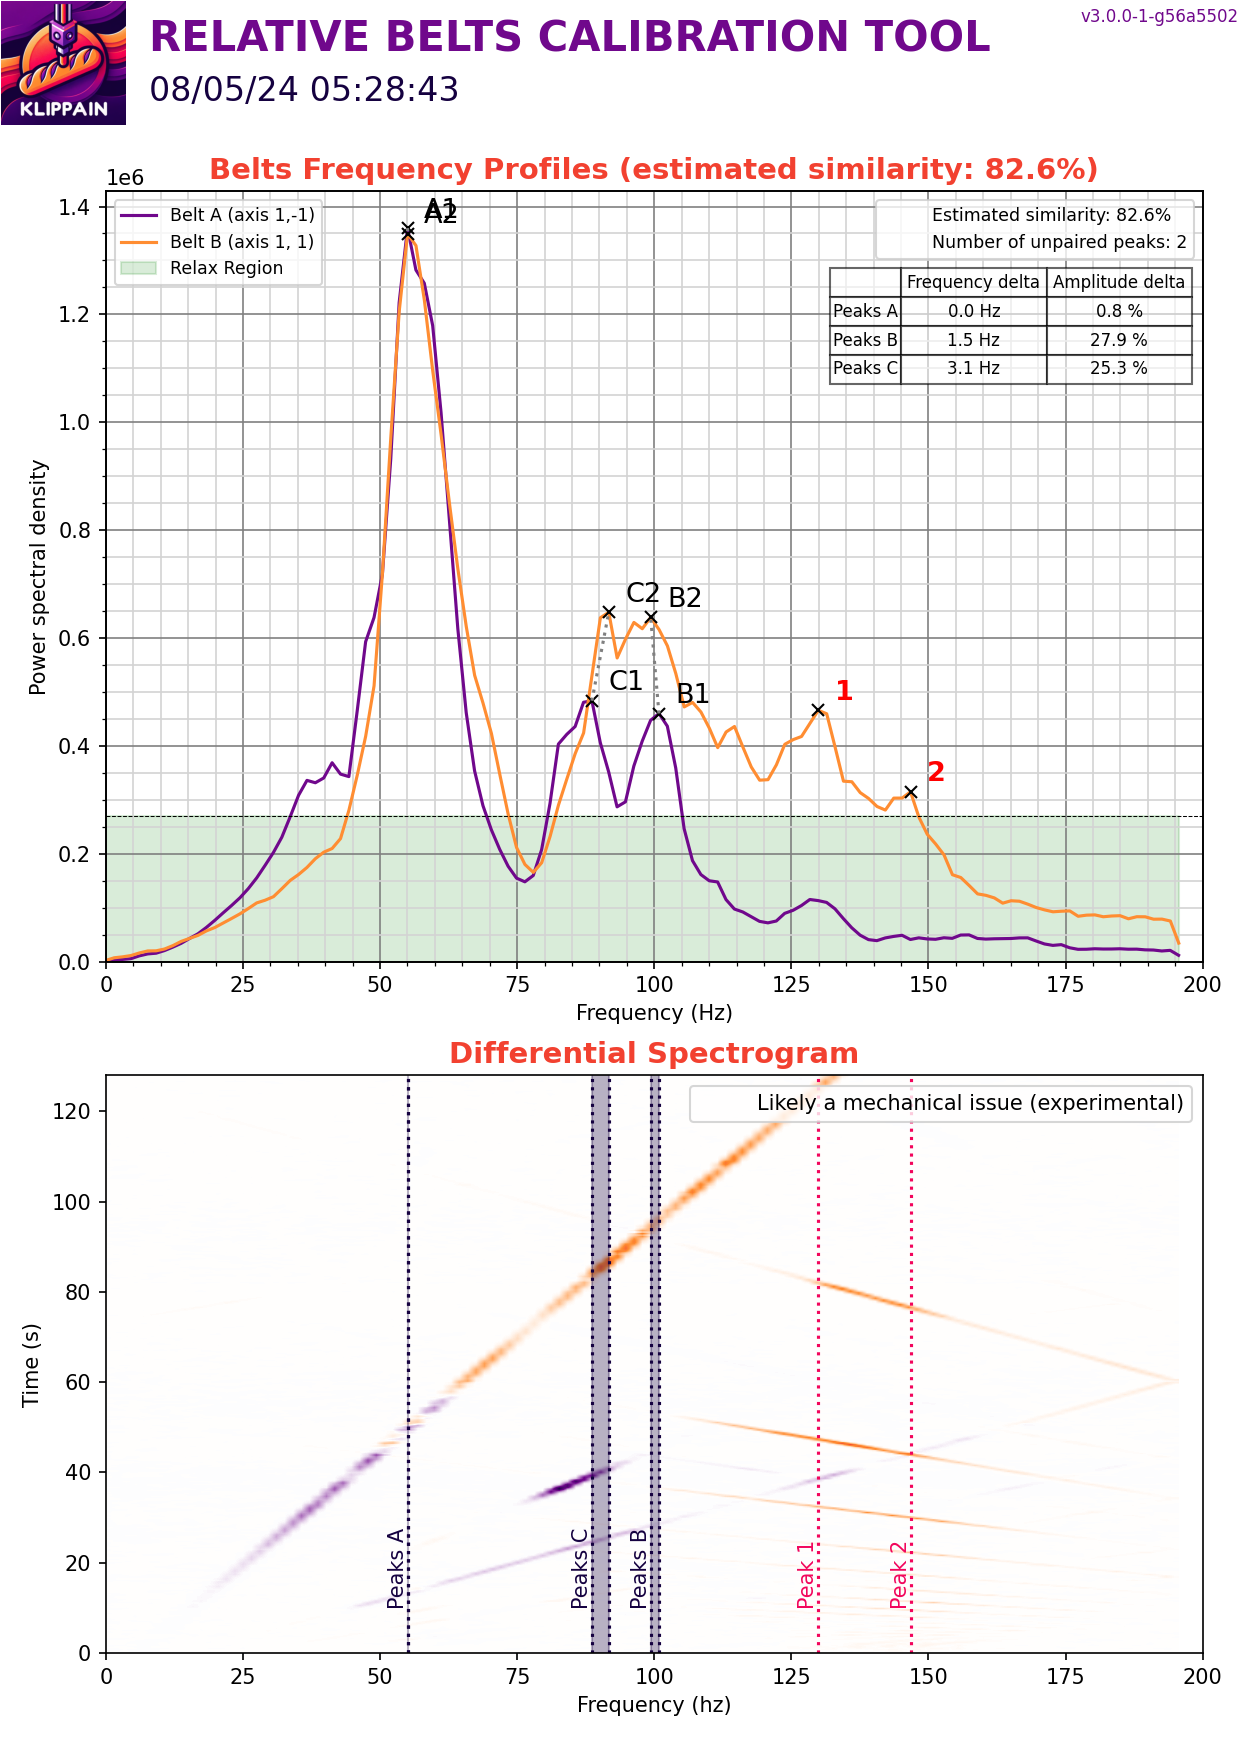 KLIPPAIN
RELATIVE BELTS CALIBRATION TOOL
v3.0.0-1-g56a5502
08/05/24 05:28:43
Belts Frequency Profiles (estimated similarity: 82.6%)
1e6
Belt A (axis 1,-1)
Belt B (axis 1, 1)
Relax Region
Estimated similarity: 82.6%
Number of unpaired peaks: 2
Frequency delta Amplitude delta
Peaks A 0.0 Hz 0.8 %
Peaks B 1.5 Hz 27.9 %
Peaks C 3.1 Hz 25.3 %
A1
A2
C2
B2
C1
B1
1
2
Power spectral density
1.4
1.2
1.0
0.8
0.6
0.4
0.2
0.0
0 25 50 75 100 125 150 175 200
Frequency (Hz)
Differential Spectrogram
Likely a mechanical issue (experimental)
Time (s)
120
100
80
60
40
20
0
Peaks A
Peaks C
Peaks B
Peak 1
Peak 2
0 25 50 75 100 125 150 175 200
Frequency (hz)